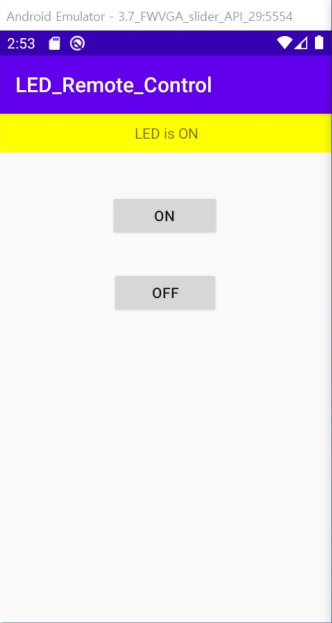 Android Emulator - 3.7_FWVGA_slider_API_29:5554
2:53
LED_Remote_Control
LED is ON
ON
OFF